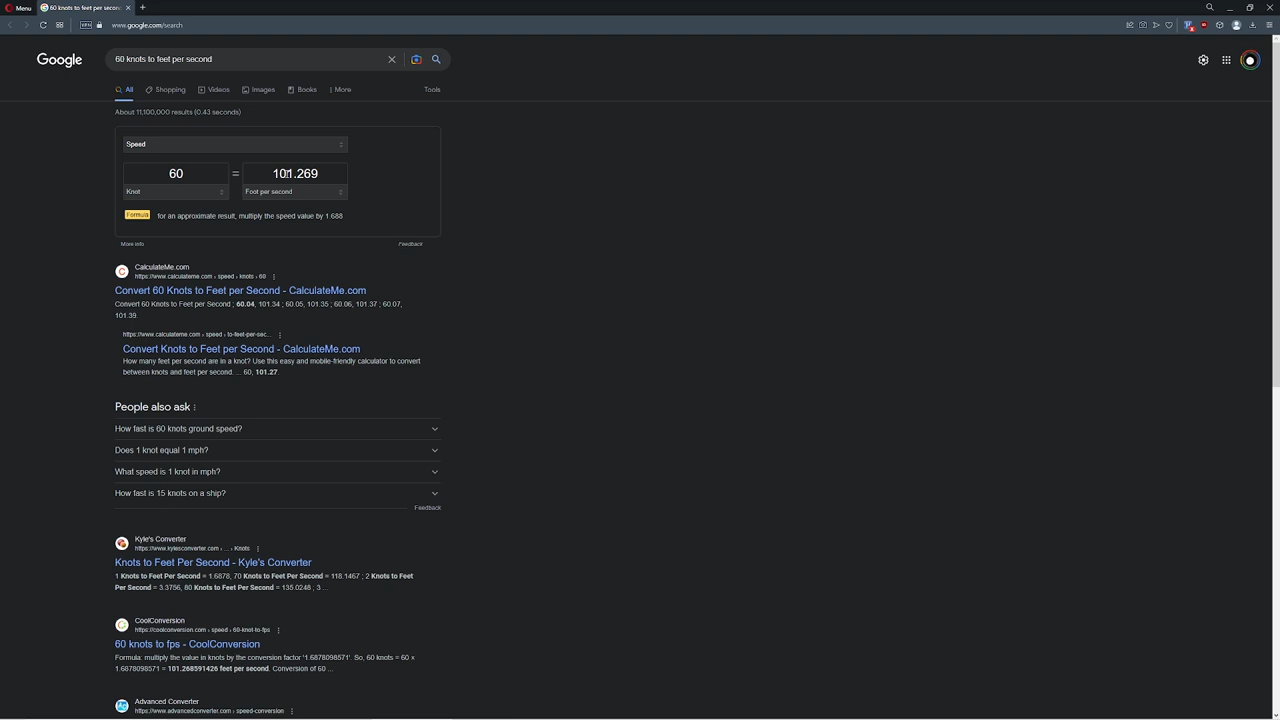 Menu
60 knots to feet per secon
VPN
www.google.com/search
Google
60 knots to feet per second
All
Shopping
Videos
Images
Books
More
Tools
About 11,100,000 results (0.43 seconds)
Speed
60
=
101.269
Knot
Foot per second
Formula for an approximate result, multiply the speed value by 1.688
More info
Feedback
CalculateMe.com
https://www.calculateme.com › speed › knots › 60
Convert 60 Knots to Feet per Second - CalculateMe.com
Convert 60 Knots to Feet per Second ; 60.04, 101.34 ; 60.05, 101.35 ; 60.06, 101.37 ; 60.07,
101.39.
https://www.calculateme.com › speed › to-feet-per-sec...
Convert Knots to Feet per Second - CalculateMe.com
How many feet per second are in a knot? Use this easy and mobile-friendly calculator to convert
between knots and feet per second. ... 60, 101.27.
People also ask
How fast is 60 knots ground speed?
Does 1 knot equal 1 mph?
What speed is 1 knot in mph?
How fast is 15 knots on a ship?
Feedback
Kyle's Converter
https://www.kylesconverter.com › ... › Knots
Knots to Feet Per Second - Kyle's Converter
1 Knots to Feet Per Second = 1.6878, 70 Knots to Feet Per Second = 118.1467 ; 2 Knots to Feet
Per Second = 3.3756, 80 Knots to Feet Per Second = 135.0248 ; 3 ...
CoolConversion
https://coolconversion.com › speed › 60-knot-to-fps
60 knots to fps - CoolConversion
Formula: multiply the value in knots by the conversion factor '1.6878098571'. So, 60 knots = 60 ×
1.6878098571 = 101.268591426 feet per second. Conversion of 60 ...
Advanced Converter
https://www.advancedconverter.com › speed-conversion